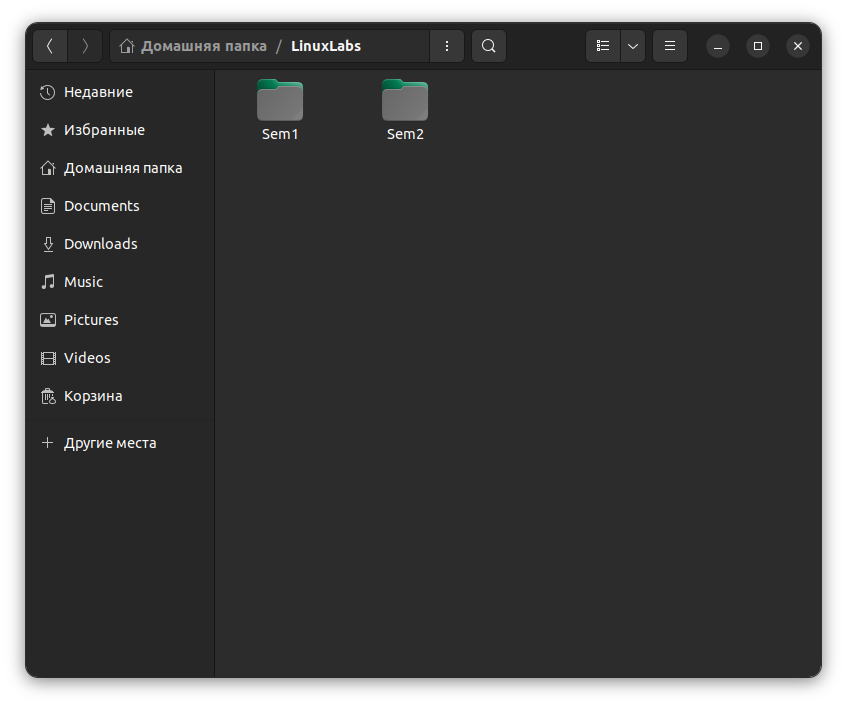 Домашняя папка / LinuxLabs
Недавние
Избранные
Домашняя папка
Documents
Downloads
Music
Pictures
Videos
Корзина
Другие места
Sem1
Sem2